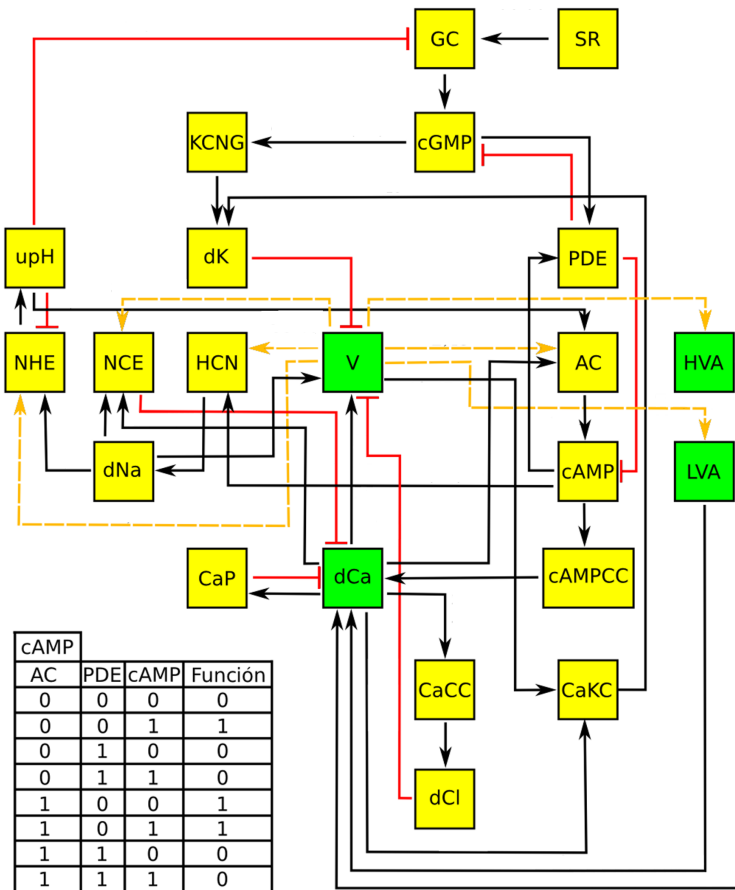 GC SR
KCNG cGMP
upH dK PDE
NHE NCE HCN V AC HVA
dNa cAMP LVA
CaP dCa cAMPCC
CaCC CaKC
dCl
cAMP
AC PDE cAMP Función
0 0 0 0
0 0 1 1
0 1 0 0
0 1 1 0
1 0 0 1
1 0 1 1
1 1 0 0
1 1 1 0